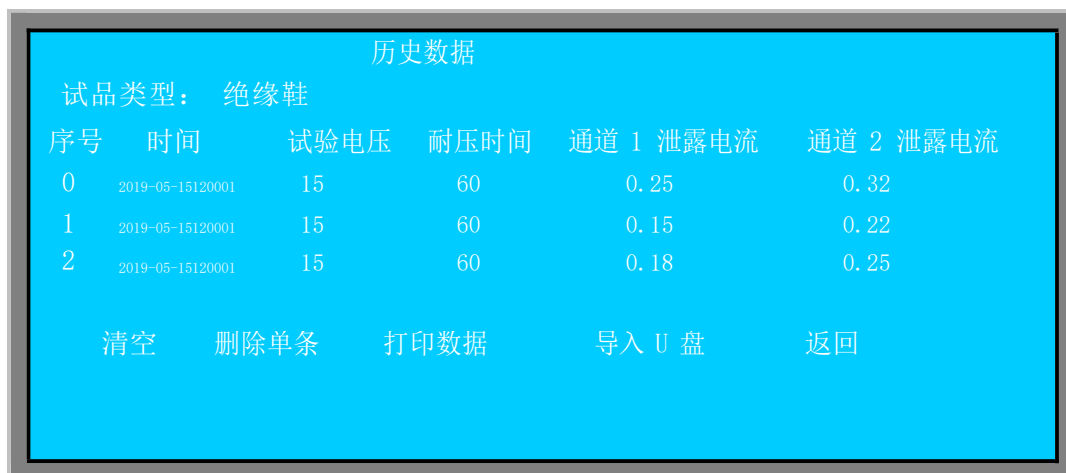 历史数据
试品类型： 绝缘鞋
序号 时间 试验电压 耐压时间 通道 1 泄露电流 通道 2 泄露电流
0 2019-05-15120001 15 60 0.25 0.32
1 2019-05-15120001 15 60 0.15 0.22
2 2019-05-15120001 15 60 0.18 0.25
清空 删除单条 打印数据 导入 U 盘 返回